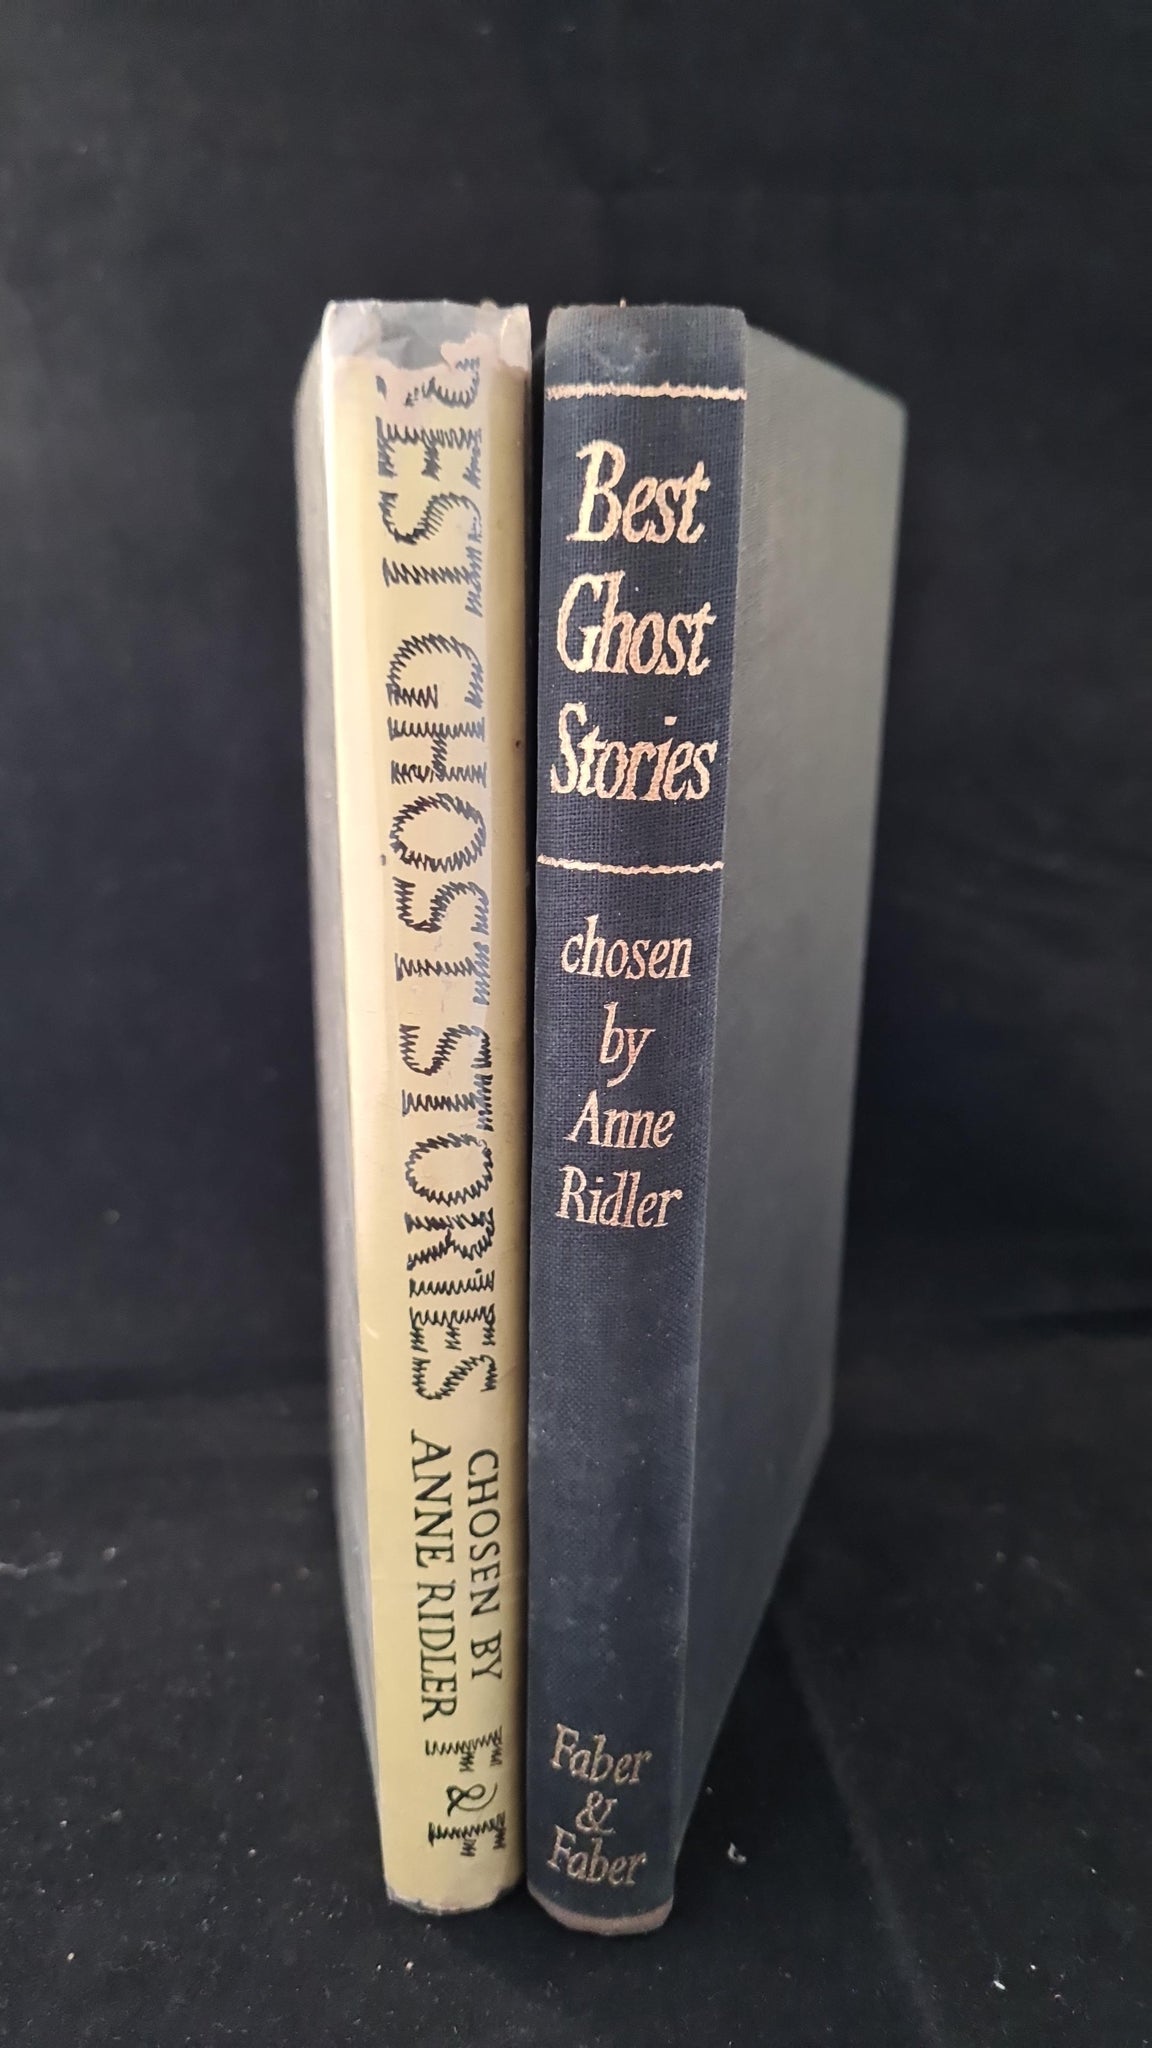 BEST GHOST STORIES
CHOSEN BY
ANNE RIDLER
F & F
Best
Ghost
Stories
chosen
by
Anne
Ridler
Faber
&
Faber